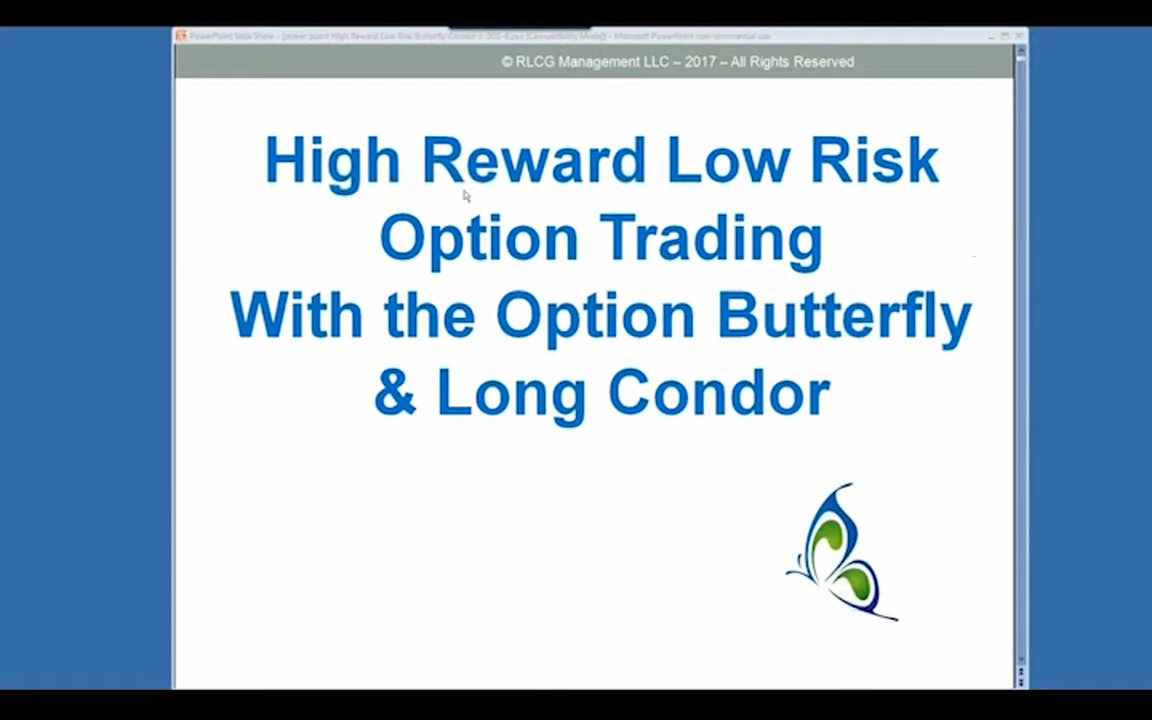 © RLCG Management LLC – 2017 – All Rights Reserved
High Reward Low Risk
Option Trading
With the Option Butterfly
& Long Condor